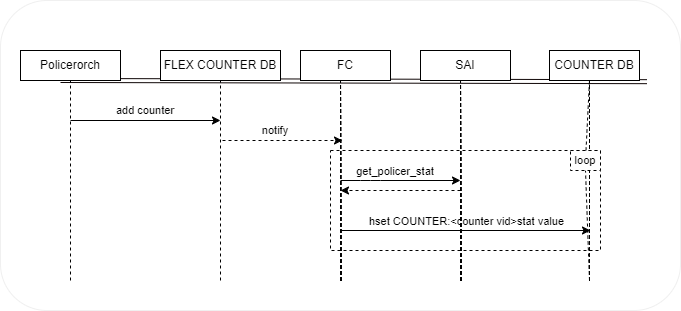 Policerorch
FLEX COUNTER DB
FC
SAI
COUNTER DB
add counter
notify
loop
get_policer_stat
hset COUNTER:<counter vid>stat value